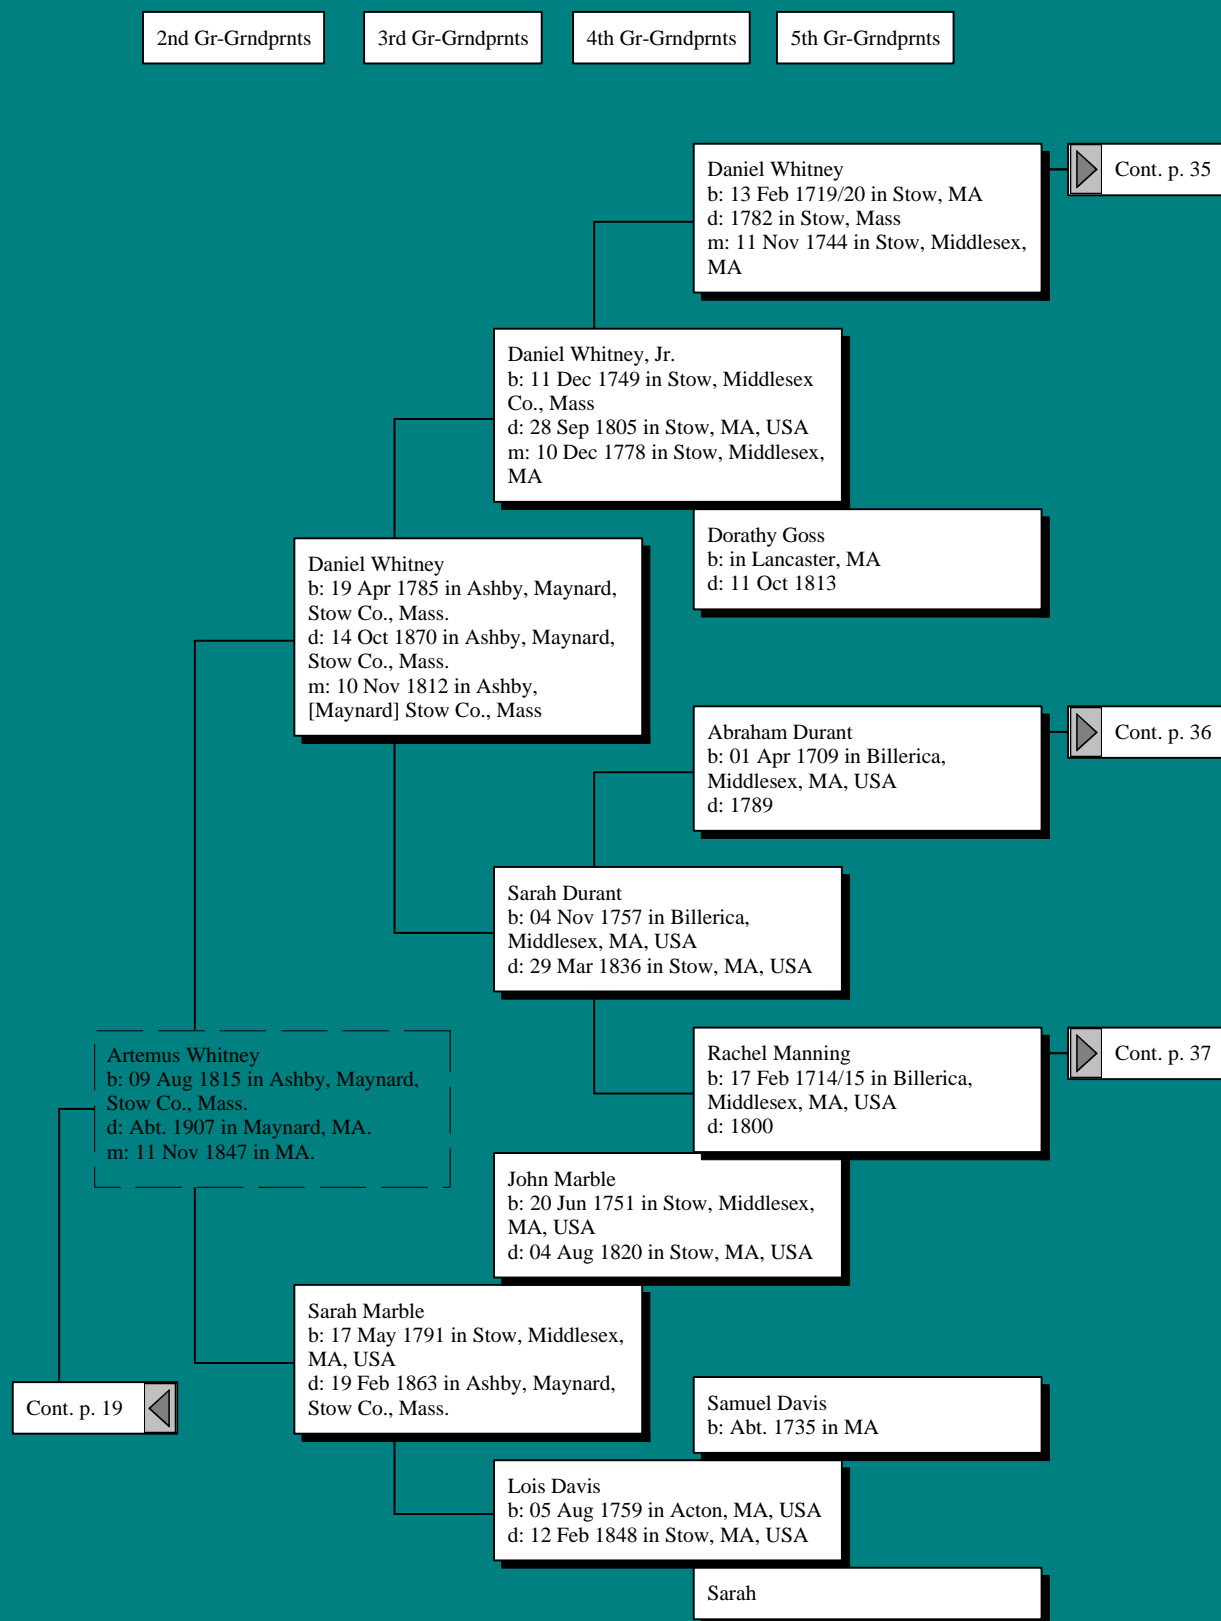 2nd Gr-Grndprnts
3rd Gr-Grndprnts
4th Gr-Grndprnts
5th Gr-Grndprnts
Daniel Whitney
b: 13 Feb 1719/20 in Stow, MA
d: 1782 in Stow, Mass
m: 11 Nov 1744 in Stow, Middlesex,
MA
Cont. p. 35
Daniel Whitney, Jr.
b: 11 Dec 1749 in Stow, Middlesex
Co., Mass
d: 28 Sep 1805 in Stow, MA, USA
m: 10 Dec 1778 in Stow, Middlesex,
MA
Dorathy Goss
b: in Lancaster, MA
d: 11 Oct 1813
Daniel Whitney
b: 19 Apr 1785 in Ashby, Maynard,
Stow Co., Mass.
d: 14 Oct 1870 in Ashby, Maynard,
Stow Co., Mass.
m: 10 Nov 1812 in Ashby,
[Maynard] Stow Co., Mass
Abraham Durant
b: 01 Apr 1709 in Billerica,
Middlesex, MA, USA
d: 1789
Cont. p. 36
Sarah Durant
b: 04 Nov 1757 in Billerica,
Middlesex, MA, USA
d: 29 Mar 1836 in Stow, MA, USA
Rachel Manning
b: 17 Feb 1714/15 in Billerica,
Middlesex, MA, USA
d: 1800
Cont. p. 37
Artemus Whitney
b: 09 Aug 1815 in Ashby, Maynard,
Stow Co., Mass.
d: Abt. 1907 in Maynard, MA.
m: 11 Nov 1847 in MA.
John Marble
b: 20 Jun 1751 in Stow, Middlesex,
MA, USA
d: 04 Aug 1820 in Stow, MA, USA
Sarah Marble
b: 17 May 1791 in Stow, Middlesex,
MA, USA
d: 19 Feb 1863 in Ashby, Maynard,
Stow Co., Mass.
Cont. p. 19
Samuel Davis
b: Abt. 1735 in MA
Lois Davis
b: 05 Aug 1759 in Acton, MA, USA
d: 12 Feb 1848 in Stow, MA, USA
Sarah